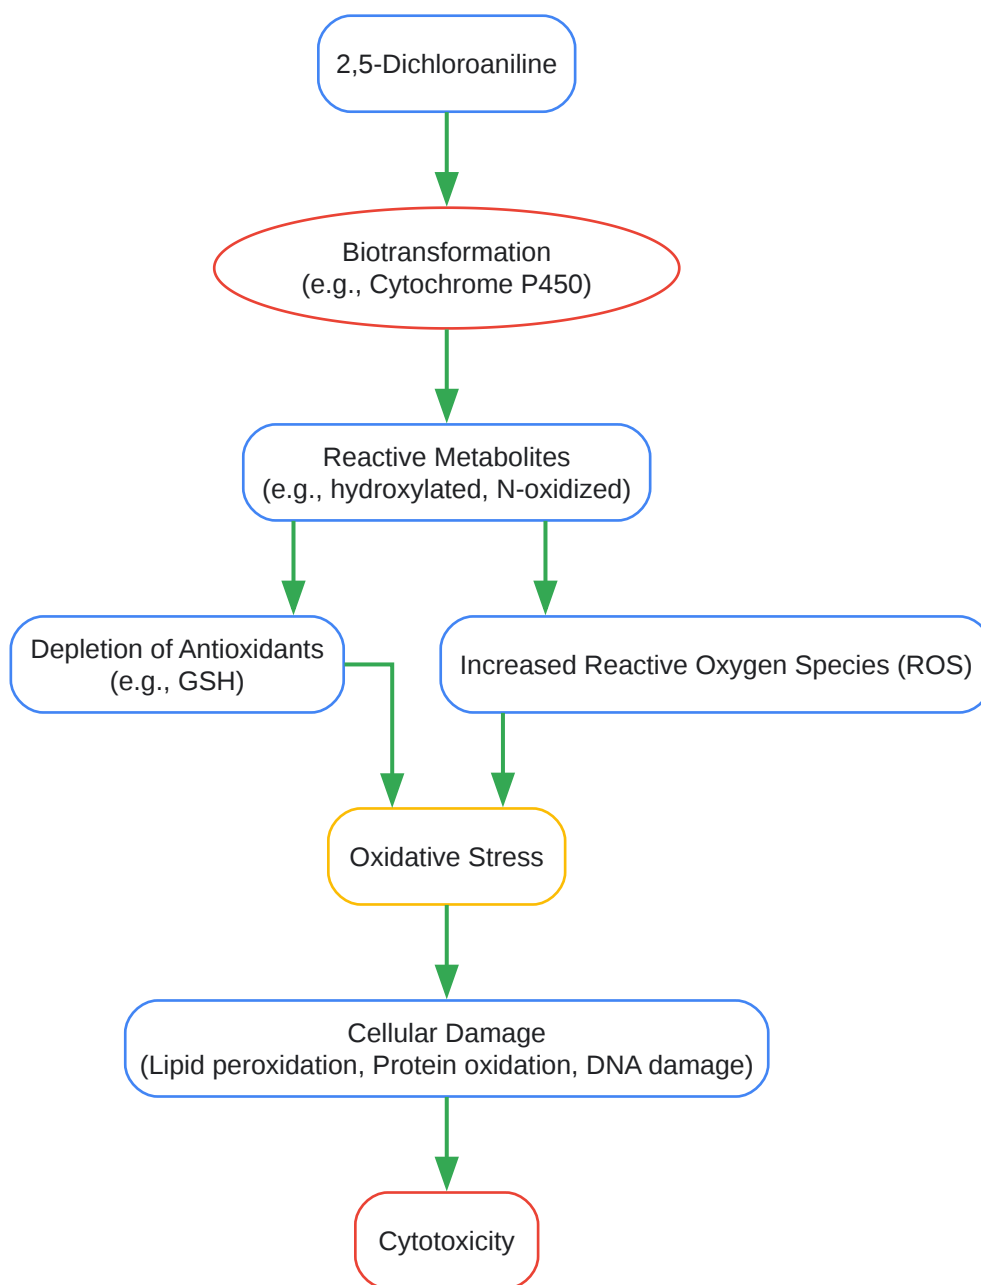 2,5-Dichloroaniline
Biotransformation
(e.g., Cytochrome P450)
Reactive Metabolites
(e.g., hydroxylated, N-oxidized)
Depletion of Antioxidants
(e.g., GSH)
Increased Reactive Oxygen Species (ROS)
Oxidative Stress
Cellular Damage
(Lipid peroxidation, Protein oxidation, DNA damage)
Cytotoxicity